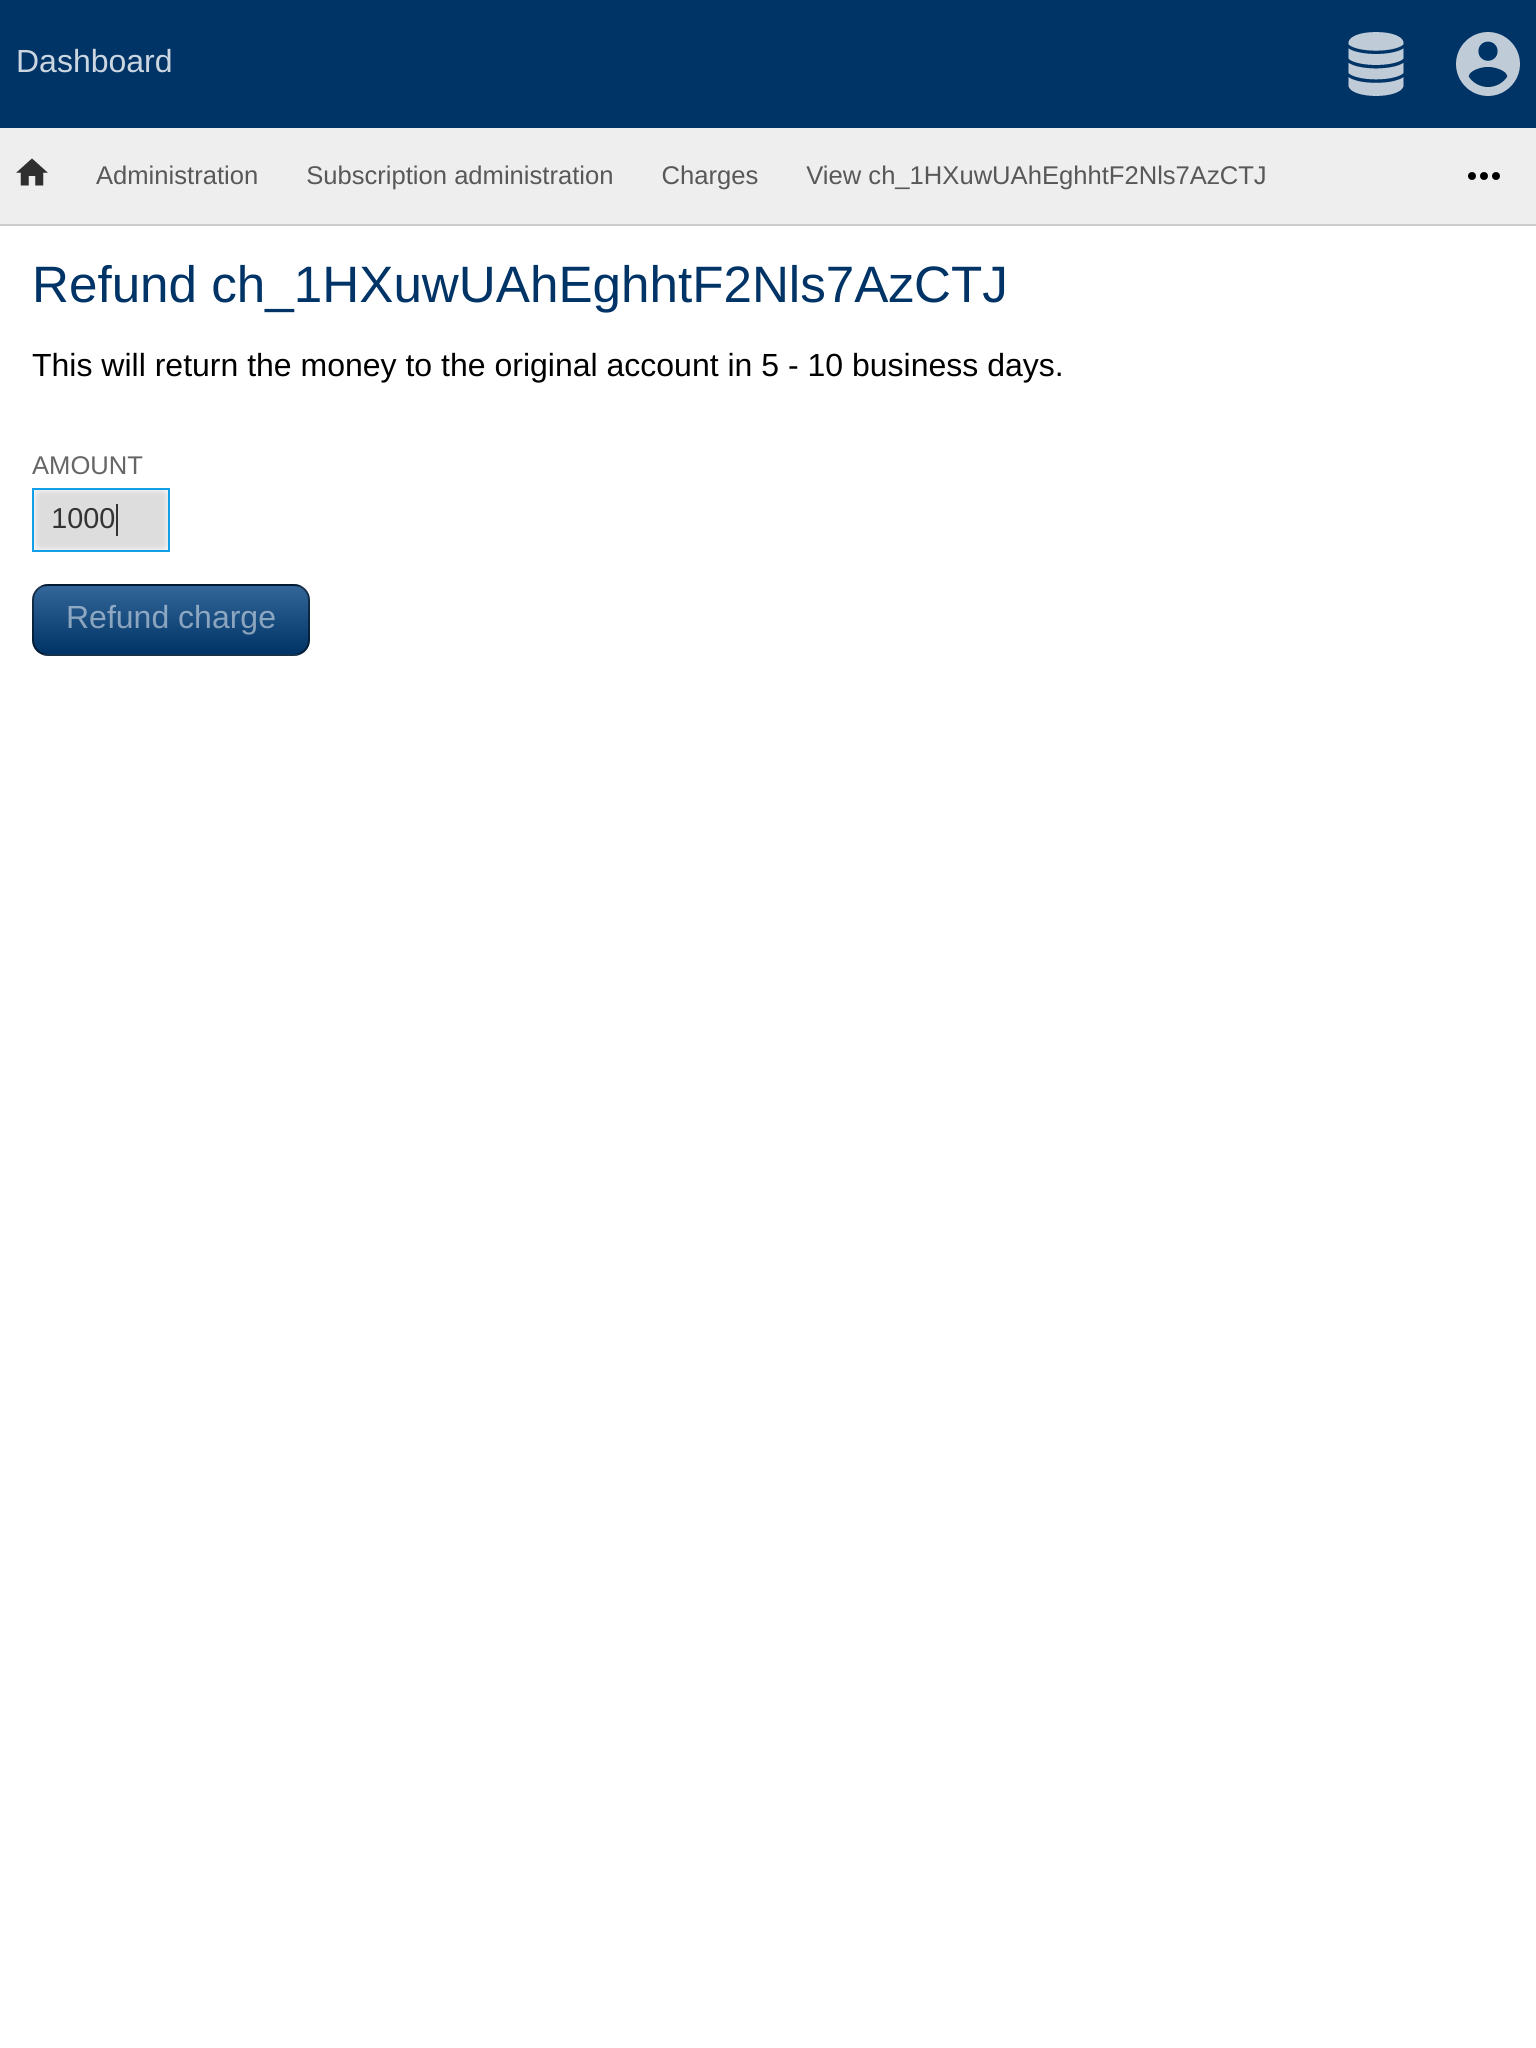 Dashboard
Administration Subscription administration Charges View ch_1HXuwUAhEghhtF2Nls7AzCTJ
Refund ch_1HXuwUAhEghhtF2Nls7AzCTJ
This will return the money to the original account in 5 - 10 business days.
AMOUNT
1000
Refund charge